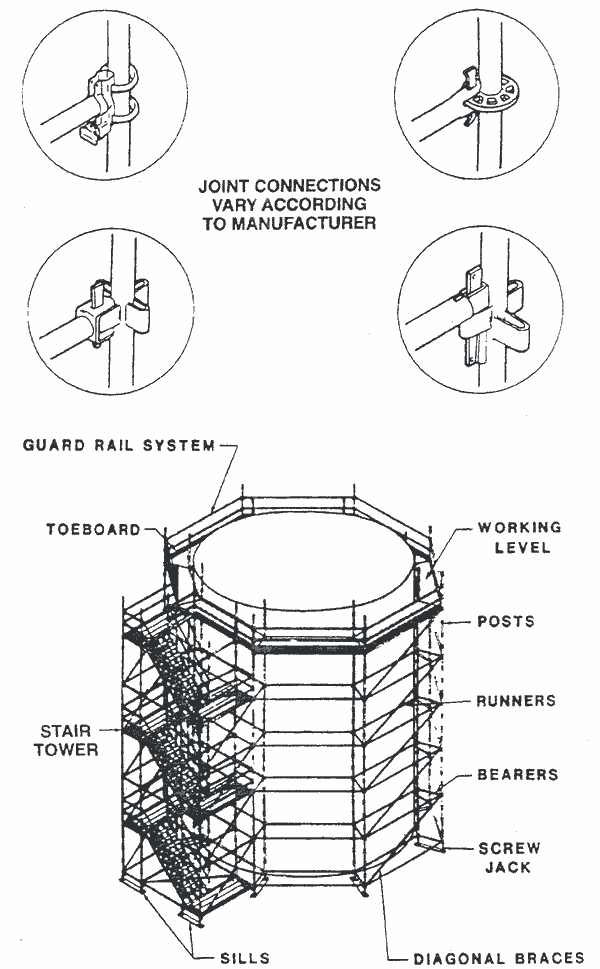 JOINT CONNECTIONS
VARY ACCORDING
TO MANUFACTURER
GUARD RAIL SYSTEM
TOEBOARD
WORKING
LEVEL
POSTS
RUNNERS
STAIR
TOWER
BEARERS
SCREW
JACK
SILLS
DIAGONAL BRACES